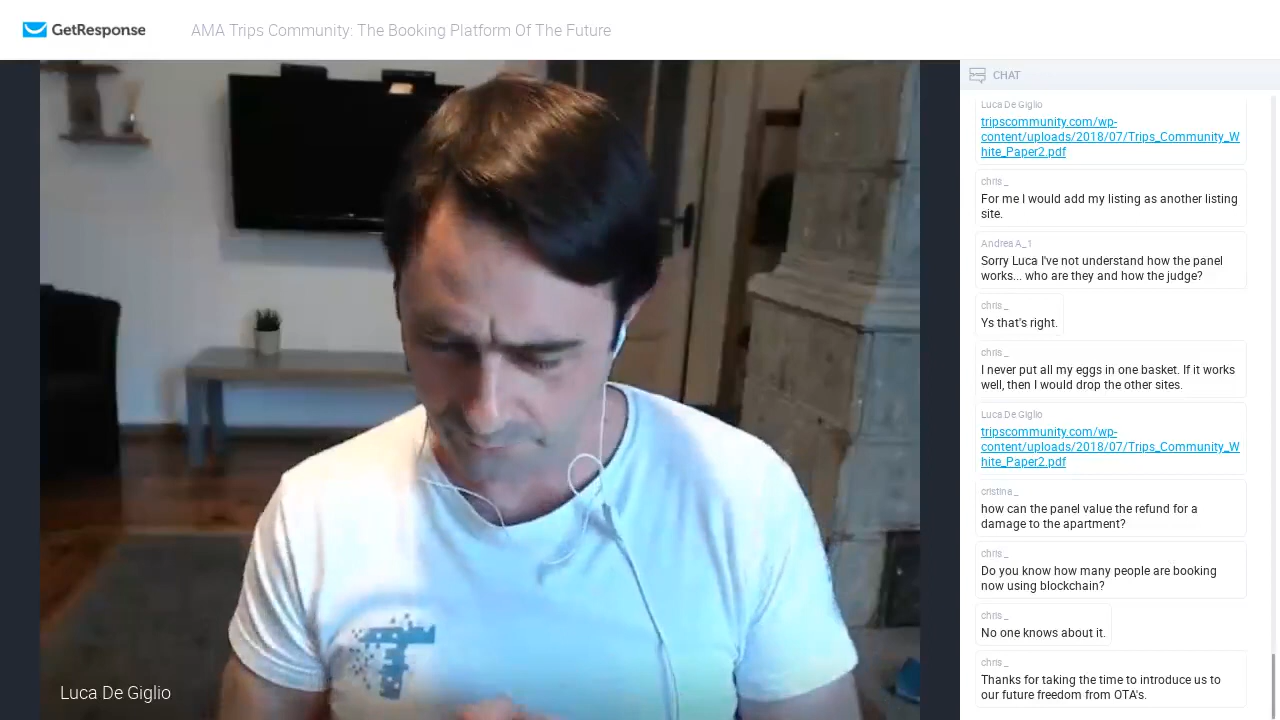 GetResponse
AMA Trips Community: The Booking Platform Of The Future
CHAT
Luca De Giglio
tripscommunity.com/wp-
content/uploads/2018/07/Trips_Community_W
hite_Paper2.pdf
chris _
For me I would add my listing as another listing
site.
Andrea A_1
Sorry Luca I've not understand how the panel
works... who are they and how the judge?
chris _
Ys that's right.
chris _
I never put all my eggs in one basket. If it works
well, then I would drop the other sites.
Luca De Giglio
tripscommunity.com/wp-
content/uploads/2018/07/Trips_Community_W
hite_Paper2.pdf
cristina _
how can the panel value the refund for a
damage to the apartment?
chris _
Do you know how many people are booking
now using blockchain?
chris _
No one knows about it.
chris _
Thanks for taking the time to introduce us to
our future freedom from OTA's.
T
Luca De Giglio